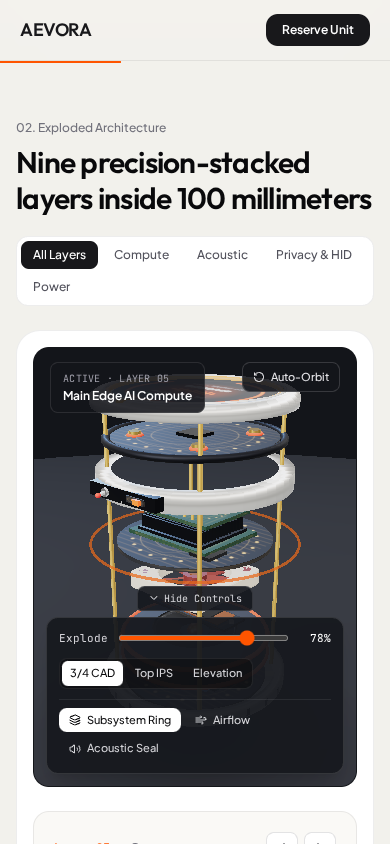 AEVORA
Reserve Unit
02. Exploded Architecture
Nine precision-stacked
layers inside 100 millimeters
All Layers
Compute
Acoustic
Privacy & HID
Power
ACTIVE · LAYER 05
Main Edge AI Compute
Auto-Orbit
Hide Controls
Explode
78%
3/4 CAD
Top IPS
Elevation
Subsystem Ring
Airflow
Acoustic Seal